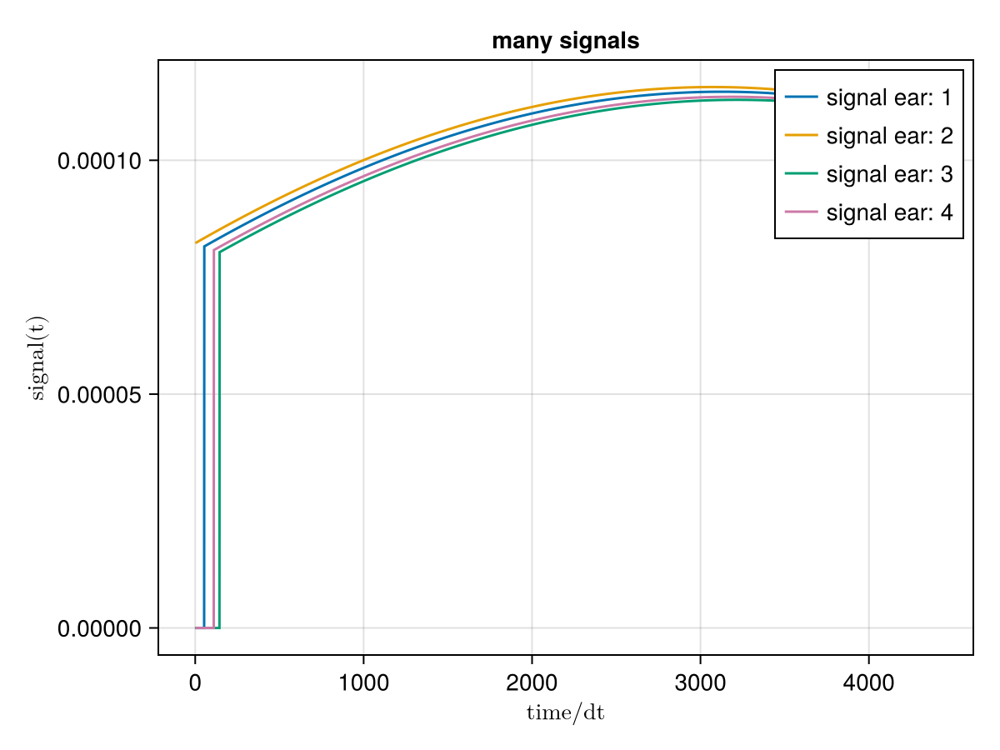 many signals
signal ear: 1
signal ear: 2
signal ear: 3
signal ear: 4
0.00010
0.00005
0.00000
signal(t)
0 1000 2000 3000 4000
time/dt